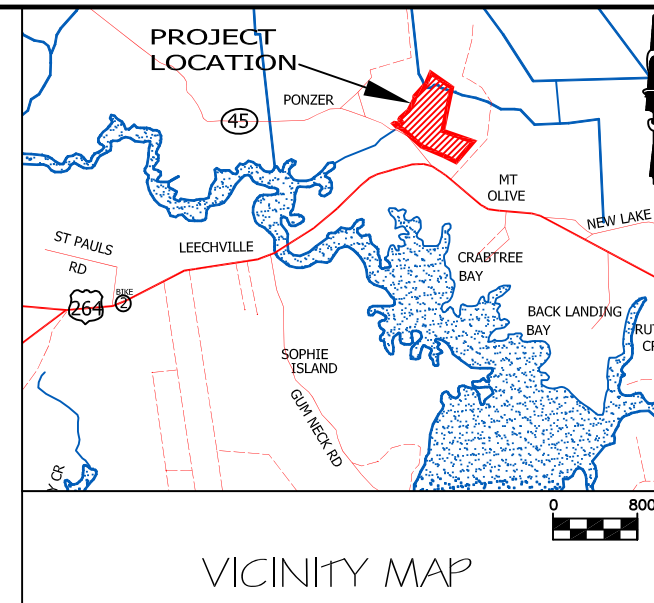 PROJECT
LOCATION
PONZER
45
MT
OLIVE
NEW LAKE
ST PAULS
RD
LEECHVILLE
CRABTREE
BAY
BIKE
2
264
BACK LANDING
BAY
SOPHIE
ISLAND
GUM NECK RD
CR
0
VICINITY MAP